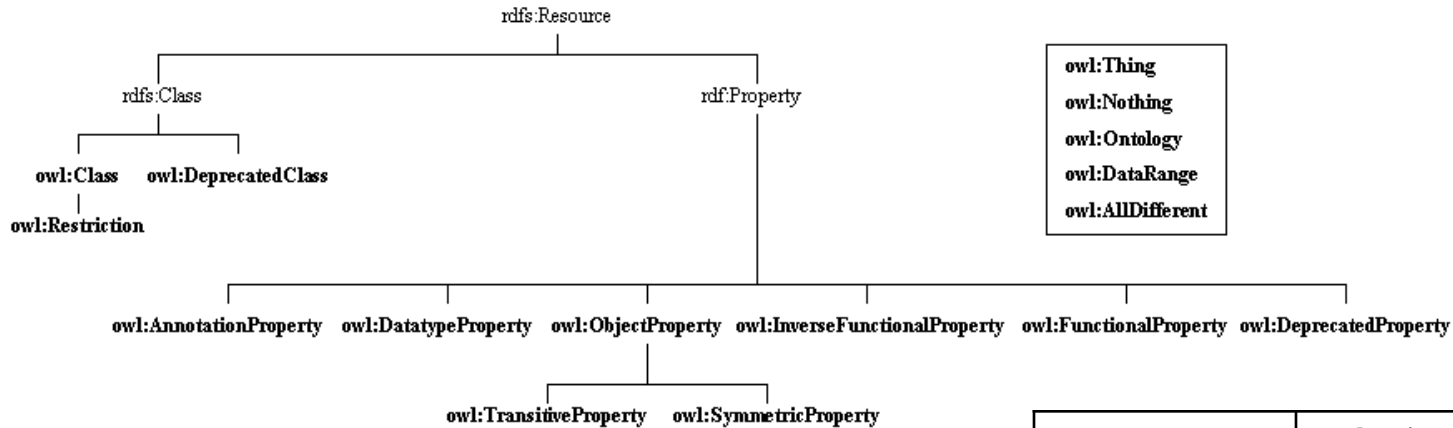 rdfs:Resource
rdfs:Class
rdf:Property
owl:Class owl:DeprecatedClass
owl:Restriction
owl:Thing
owl:Nothing
owl:Ontology
owl:DataRange
owl:AllDifferent
owl:AnnotationProperty owl:DatatypeProperty owl:ObjectProperty owl:InverseFunctionalProperty owl:FunctionalProperty owl:DeprecatedProperty
owl:TransitiveProperty owl:SymmetricProperty